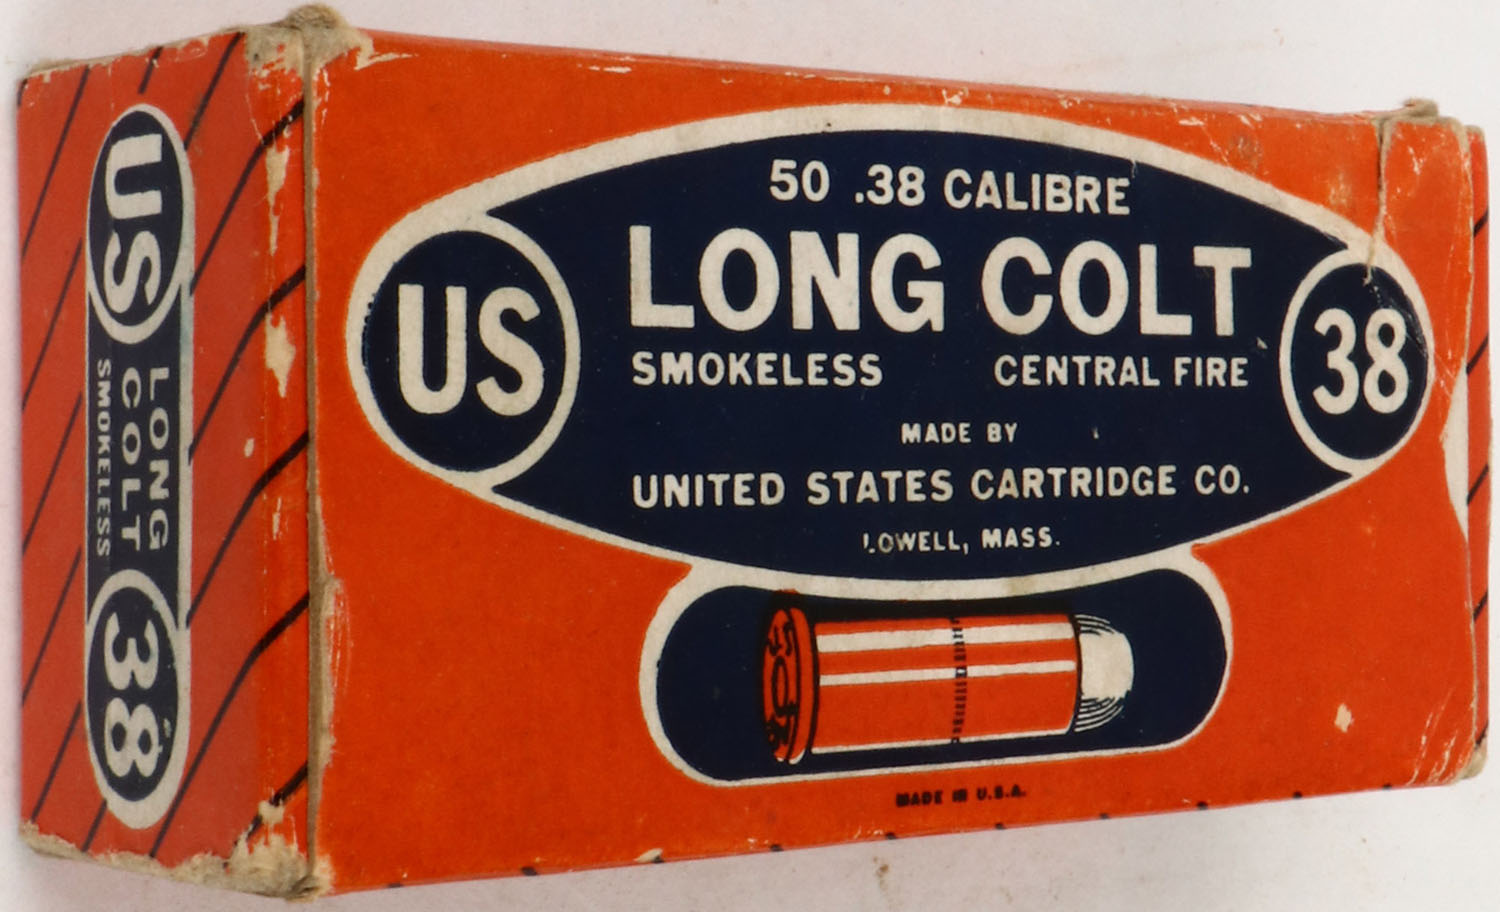 50 .38 CALIBRE
LONG COLT
SMOKELESS CENTRAL FIRE
US
38
MADE BY
UNITED STATES CARTRIDGE CO.
LOWELL, MASS.
MADE IN U.S.A.
US
LONG
COLT
SMOKELESS
38